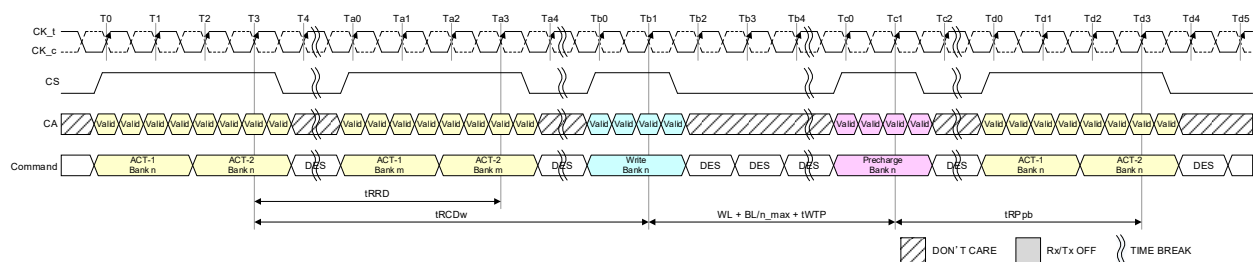 T0 T1 T2 T3 T4 Ta0 Ta1 Ta2 Ta3 Ta4 Tb0 Tb1 Tb2 Tb3 Tb4 Tc0 Tc1 Tc2 Td0 Td1 Td2 Td3 Td4 Td5
CK_t
CK_c
CS
CA Valid Valid Valid Valid Valid Valid Valid Valid Valid Valid Valid Valid Valid Valid Valid Valid Valid Valid Valid Valid Valid Valid Valid Valid Valid Valid Valid Valid Valid Valid Valid Valid
Command ACT-1 Bank n ACT-2 Bank n DES ACT-1 Bank m ACT-2 Bank m DES Write Bank n DES DES DES Precharge Bank n DES ACT-1 Bank n ACT-2 Bank n DES
tRRD
tRCDw WL + BL/n_max + tWTP tRPpb
DON'T CARE Rx/Tx OFF TIME BREAK